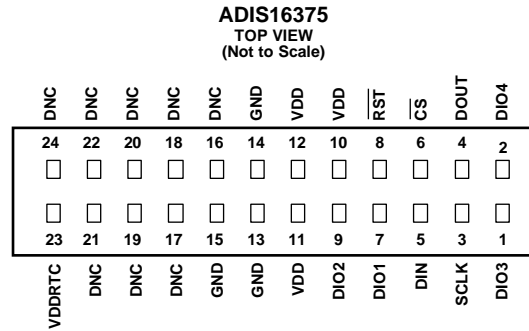 ADIS16375
TOP VIEW
(Not to Scale)
DNC DNC DNC DNC DNC GND VDD VDD RST CS DOUT DIO4
24 22 20 18 16 14 12 10 8 6 4 2
23 21 19 17 15 13 11 9 7 5 3 1
VDDRTC DNC DNC DNC GND GND VDD DIO2 DIO1 DIN SCLK DIO3